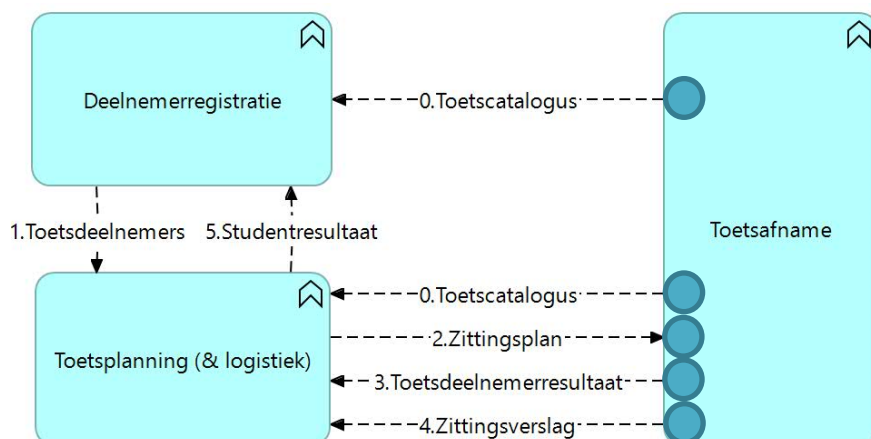 Deelnemerregistratie
0.Toetscatalogus
Toetsafname
1.Toetsdeelnemers
5.Studentresultaat
0.Toetscatalogus
2.Zittingsplan
Toetsplanning (& logistiek)
3.Toetsdeelnemerresultaat
4.Zittingsverslag